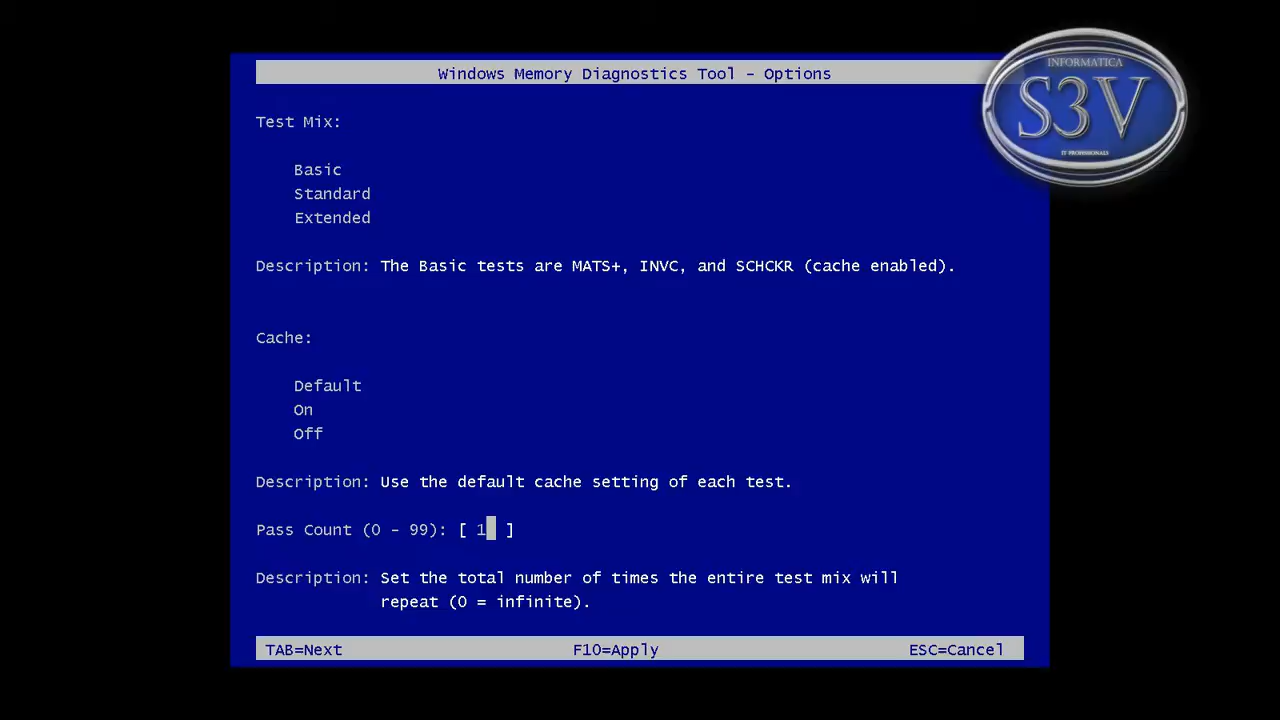 Windows Memory Diagnostics Tool - Options
INFORMATICA
S3V
IT PROFESSIONALS
Test Mix:
Basic
Standard
Extended
Description: The Basic tests are MATS+, INVC, and SCHCKR (cache enabled).
Cache:
Default
On
Off
Description: Use the default cache setting of each test.
Pass Count (0 - 99): [ 1 ]
Description: Set the total number of times the entire test mix will
repeat (0 = infinite).
TAB=Next F10=Apply ESC=Cancel